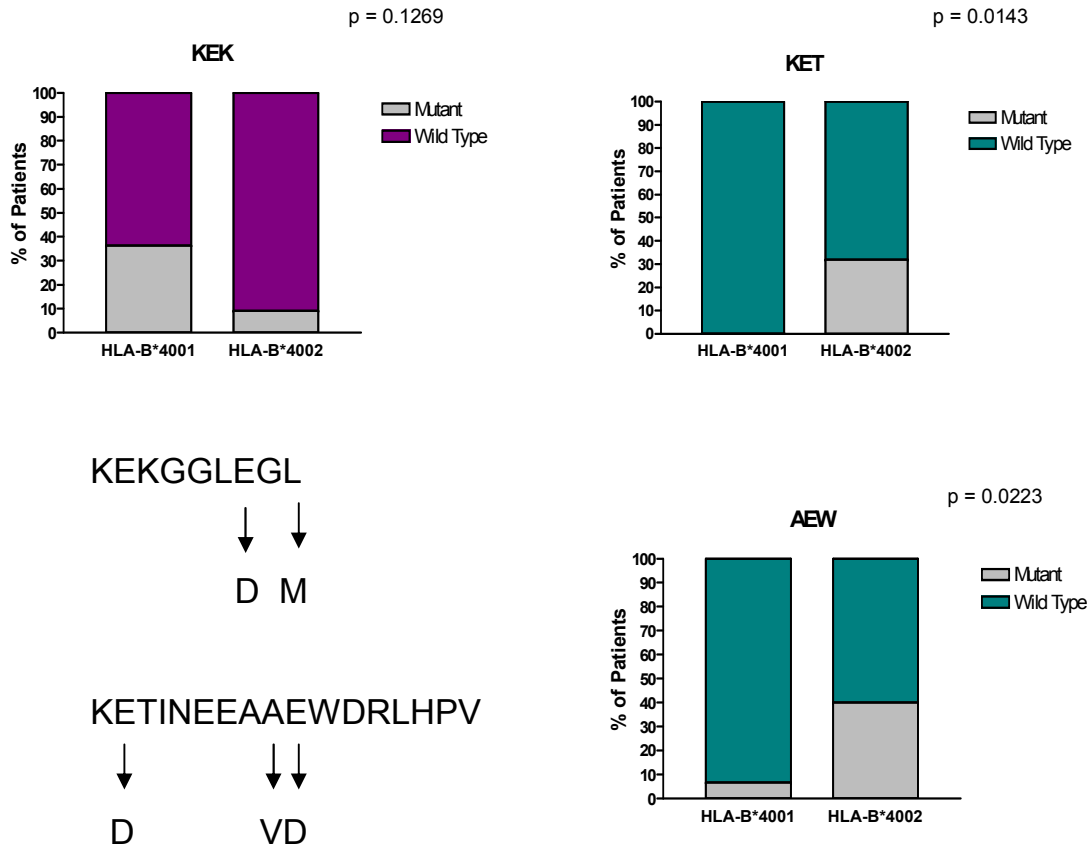 p = 0.1269
KEK
100
90
80
70
60
50
40
30
20
10
0
% of Patients
HLA-B*4001 HLA-B*4002
Mutant
Wild Type
p = 0.0143
KET
100
90
80
70
60
50
40
30
20
10
0
% of Patients
HLA-B*4001 HLA-B*4002
Mutant
Wild Type
KEKGGLEGL
D M
KETINEEAAEWDRLHPV
D VD
p = 0.0223
AEW
100
90
80
70
60
50
40
30
20
10
0
% of Patients
HLA-B*4001 HLA-B*4002
Mutant
Wild Type